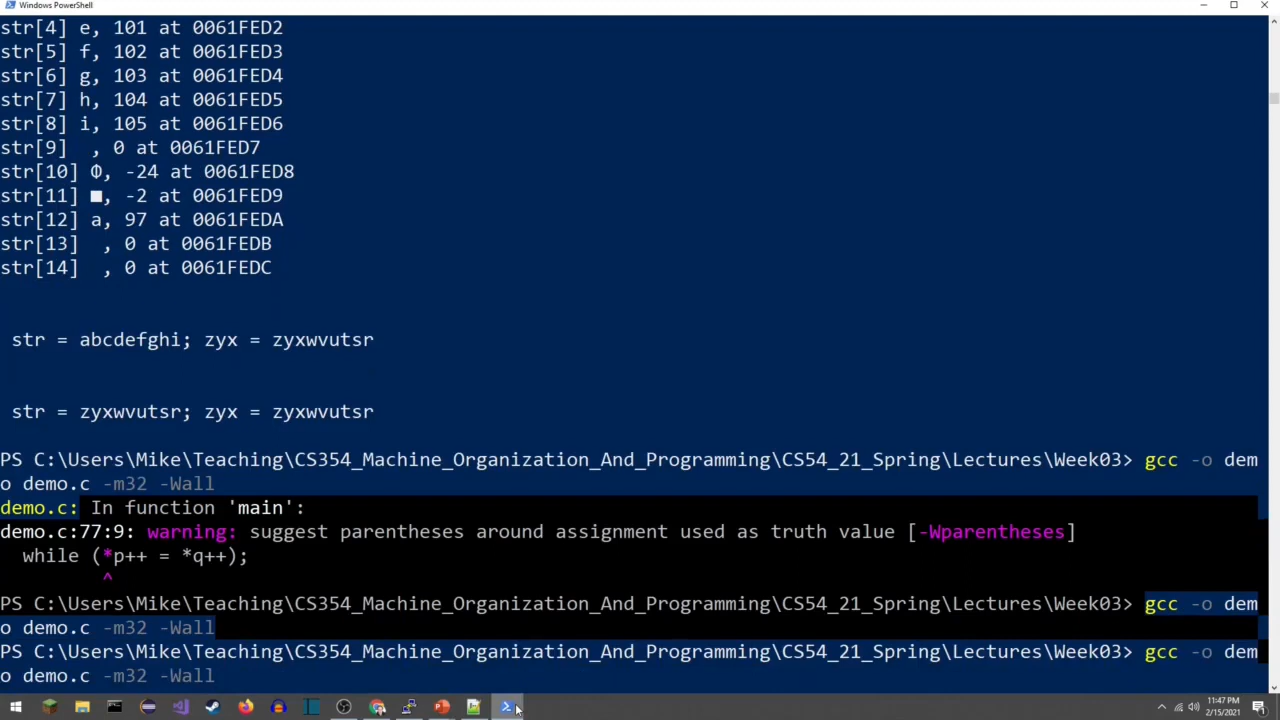 Windows PowerShell
str[4] e, 101 at 0061FED2
str[5] f, 102 at 0061FED3
str[6] g, 103 at 0061FED4
str[7] h, 104 at 0061FED5
str[8] i, 105 at 0061FED6
str[9]  , 0 at 0061FED7
str[10] Φ, -24 at 0061FED8
str[11] ■, -2 at 0061FED9
str[12] a, 97 at 0061FEDA
str[13]  , 0 at 0061FEDB
str[14]  , 0 at 0061FEDC
str = abcdefghi; zyx = zyxwvutsr
str = zyxwvutsr; zyx = zyxwvutsr
PS C:\Users\Mike\Teaching\CS354_Machine_Organization_And_Programming\CS54_21_Spring\Lectures\Week03> gcc -o dem
o demo.c -m32 -Wall
demo.c: In function 'main':
demo.c:77:9: warning: suggest parentheses around assignment used as truth value [-Wparentheses]
while (*p++ = *q++);
^
PS C:\Users\Mike\Teaching\CS354_Machine_Organization_And_Programming\CS54_21_Spring\Lectures\Week03> gcc -o dem
o demo.c -m32 -Wall
PS C:\Users\Mike\Teaching\CS354_Machine_Organization_And_Programming\CS54_21_Spring\Lectures\Week03> gcc -o dem
o demo.c -m32 -Wall
11:47 PM
2/15/2021